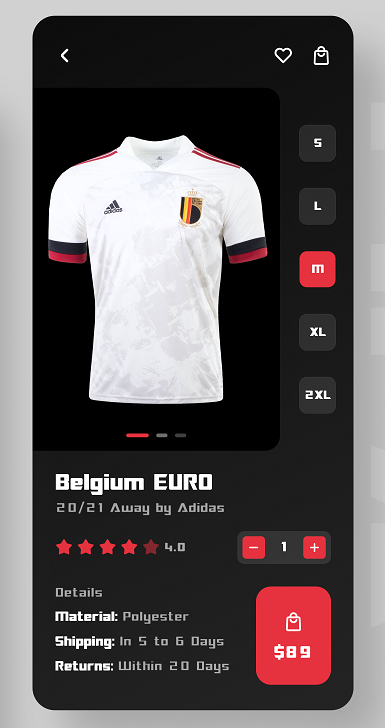 S
L
M
XL
2XL
adidas
Belgium EURO
20/21 Away by Adidas
4.0
− 1 +
Details
Material: Polyester
Shipping: In 5 to 6 Days
Returns: Within 20 Days
$89